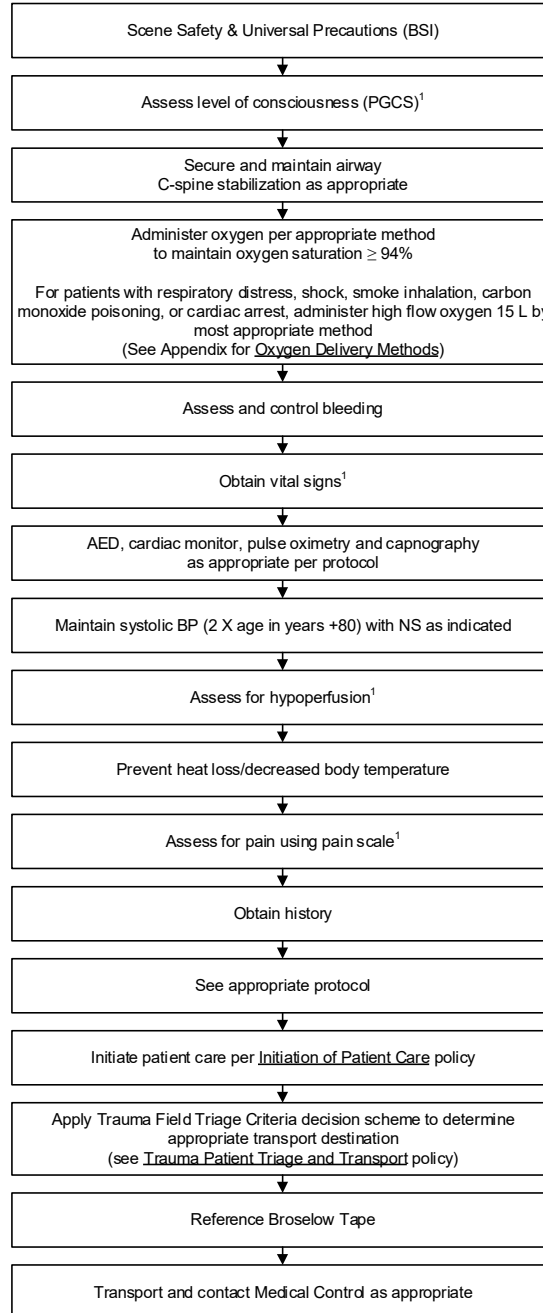 Scene Safety & Universal Precautions (BSI)
Assess level of consciousness (PGCS)1
Secure and maintain airway
C-spine stabilization as appropriate
Administer oxygen per appropriate method
to maintain oxygen saturation ≥ 94%
For patients with respiratory distress, shock, smoke inhalation, carbon
monoxide poisoning, or cardiac arrest, administer high flow oxygen 15 L by
most appropriate method
(See Appendix for Oxygen Delivery Methods)
Assess and control bleeding
Obtain vital signs1
AED, cardiac monitor, pulse oximetry and capnography
as appropriate per protocol
Maintain systolic BP (2 X age in years +80) with NS as indicated
Assess for hypoperfusion1
Prevent heat loss/decreased body temperature
Assess for pain using pain scale1
Obtain history
See appropriate protocol
Initiate patient care per Initiation of Patient Care policy
Apply Trauma Field Triage Criteria decision scheme to determine
appropriate transport destination
(see Trauma Patient Triage and Transport policy)
Reference Broselow Tape
Transport and contact Medical Control as appropriate